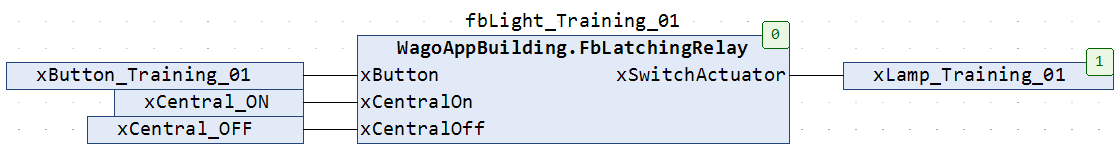 fbLight_Training_01
0
WagoAppBuilding.FbLatchingRelay
xButton_Training_01 xButton xSwitchActuator xLamp_Training_01 1
xCentral_ON xCentralOn
xCentral_OFF xCentralOff